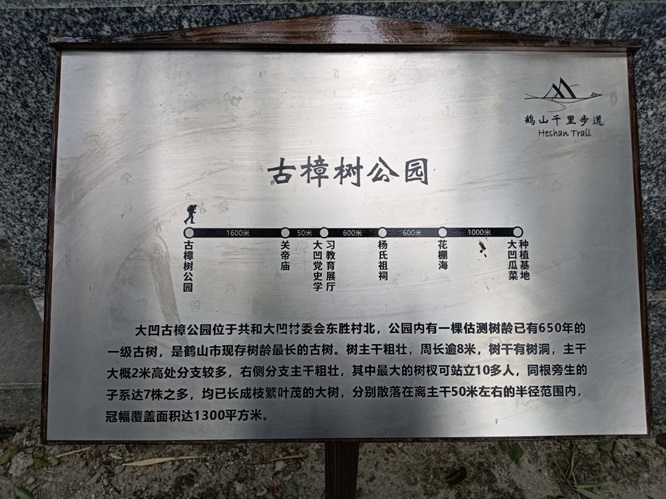 鹤山千里步道
Heshan Trail
古樟树公园
1600米 50米 600米 600米 1000米
古樟树公园
关帝庙
大凹党史学
习教育展厅
杨氏祖祠
花棚海
大凹瓜菜
种植基地
大凹古樟公园位于共和大凹村委会东胜村北，公园内有一棵估测树龄已有650年的
一级古树，是鹤山市现存树龄最长的古树。树主干粗壮，周长逾8米，树干有树洞，主干
大概2米高处分支较多，右侧分支主干粗壮，其中最大的树杈可站立10多人，同根旁生的
子系达7株之多，均已长成枝繁叶茂的大树，分别散落在离主干50米左右的半径范围内，
冠幅覆盖面积达1300平方米。